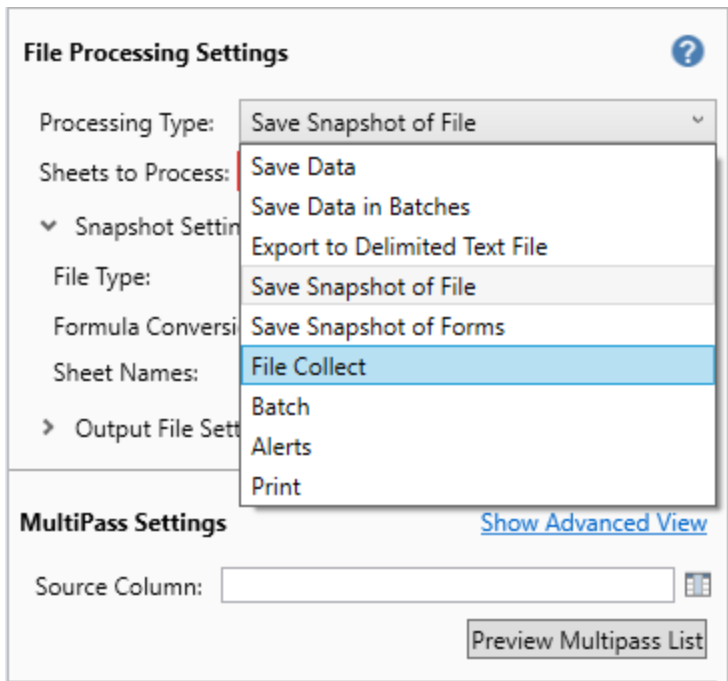 File Processing Settings ?
Processing Type: Save Snapshot of File
Sheets to Process: Save Data
Save Data in Batches
Snapshot Settin
Export to Delimited Text File
File Type: Save Snapshot of File
Formula Conversi Save Snapshot of Forms
Sheet Names: File Collect
Batch
Output File Sett
Alerts
Print
MultiPass Settings Show Advanced View
Source Column:
Preview Multipass List